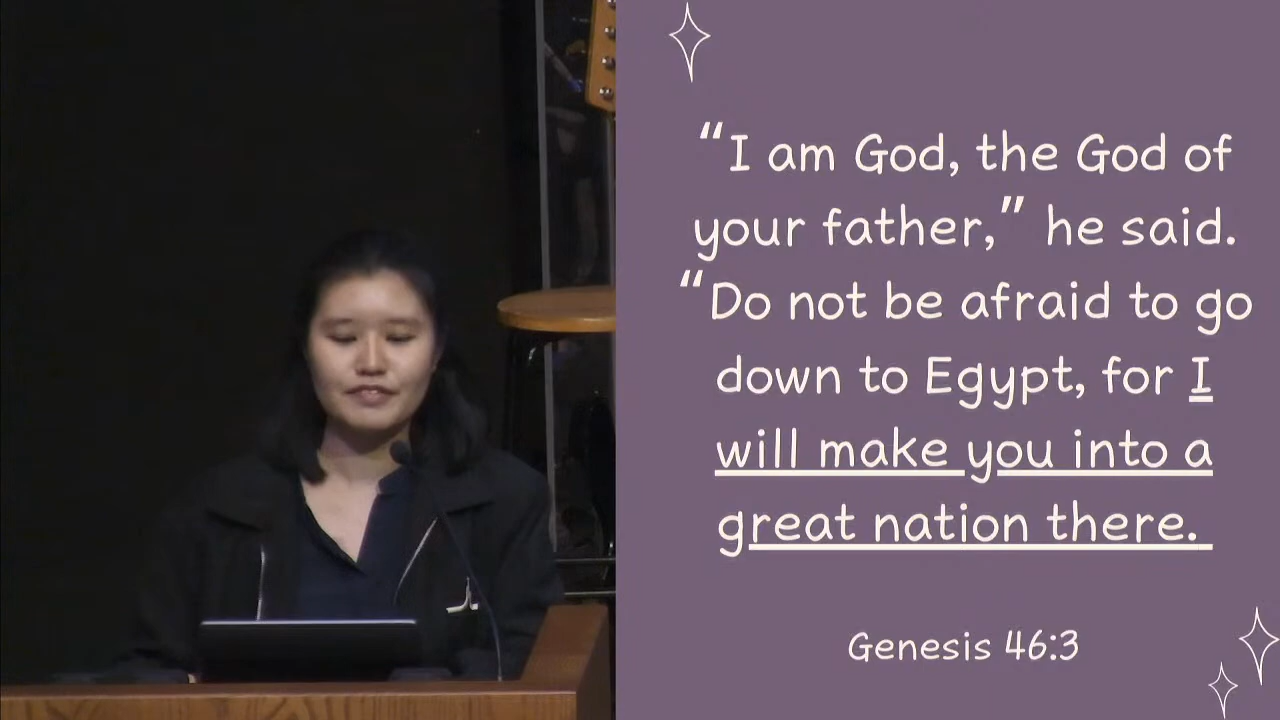 “I am God, the God of
your father,” he said.
“Do not be afraid to go
down to Egypt, for I
will make you into a
great nation there.
Genesis 46:3